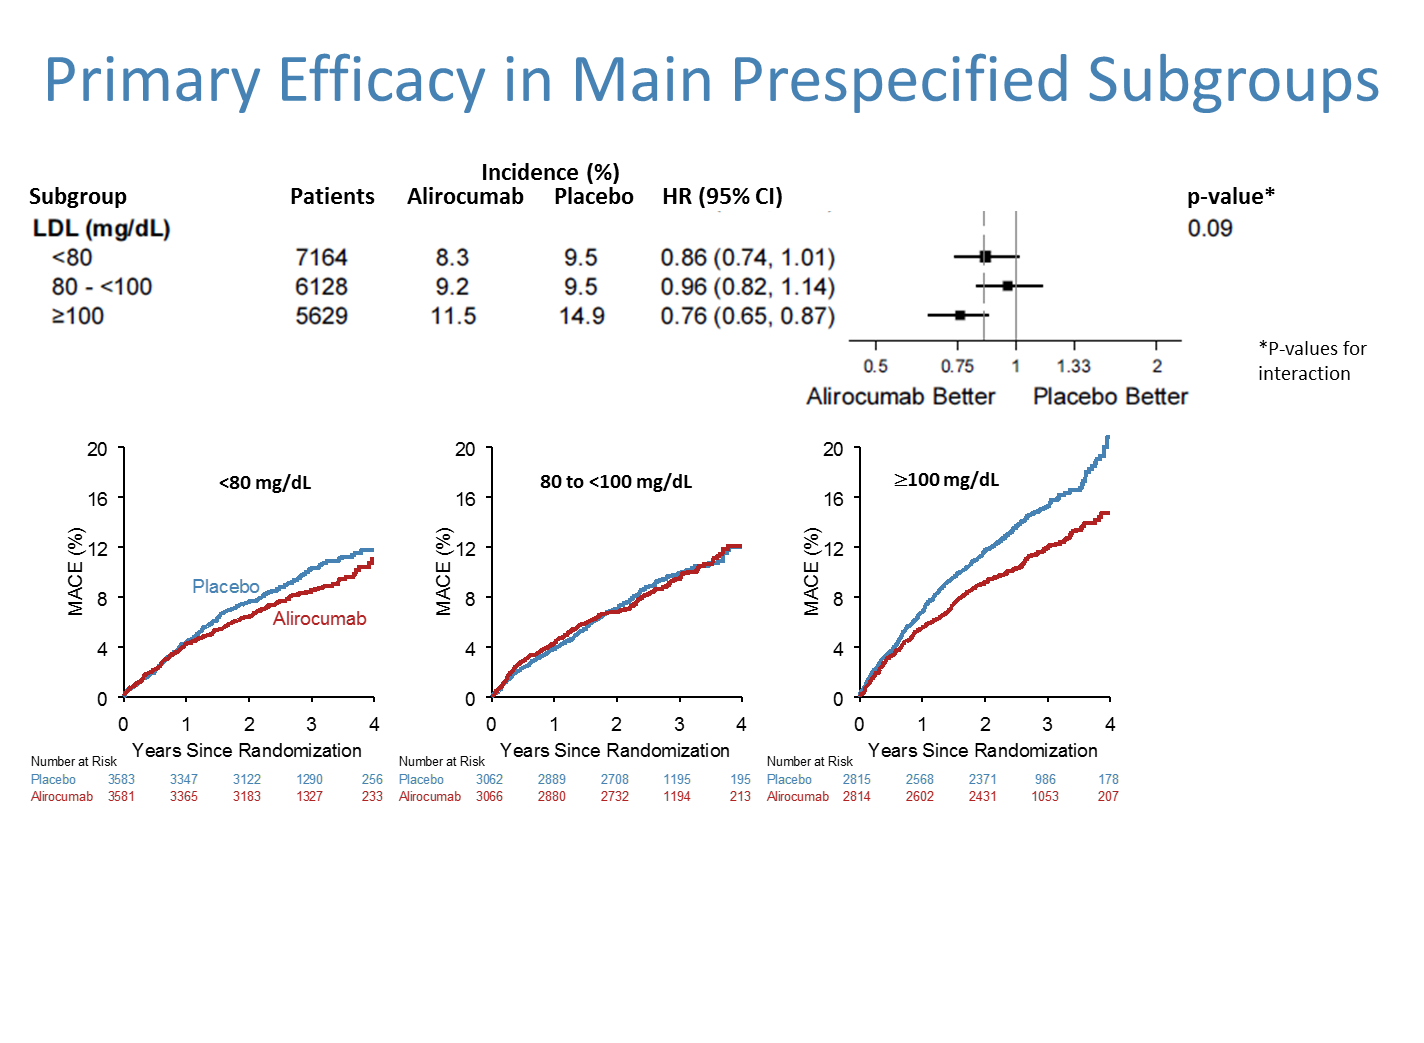 Primary Efficacy in Main Prespecified Subgroups
Incidence (%)
Subgroup Patients Alirocumab Placebo HR (95% CI) p-value*
LDL (mg/dL) 0.09
<80 7164 8.3 9.5 0.86 (0.74, 1.01)
80 - <100 6128 9.2 9.5 0.96 (0.82, 1.14)
≥100 5629 11.5 14.9 0.76 (0.65, 0.87)
0.5 0.75 1 1.33 2
Alirocumab Better Placebo Better
*P-values for
interaction
<80 mg/dL
MACE (%)
20
16
12
8
4
0
Placebo
Alirocumab
0 1 2 3 4
Years Since Randomization
Number at Risk
Placebo 3583 3347 3122 1290 256
Alirocumab 3581 3365 3183 1327 233
80 to <100 mg/dL
MACE (%)
20
16
12
8
4
0
0 1 2 3 4
Years Since Randomization
Number at Risk
Placebo 3062 2889 2708 1195 195
Alirocumab 3066 2880 2732 1194 213
≥100 mg/dL
MACE (%)
20
16
12
8
4
0
0 1 2 3 4
Years Since Randomization
Number at Risk
Placebo 2815 2568 2371 986 178
Alirocumab 2814 2602 2431 1053 207